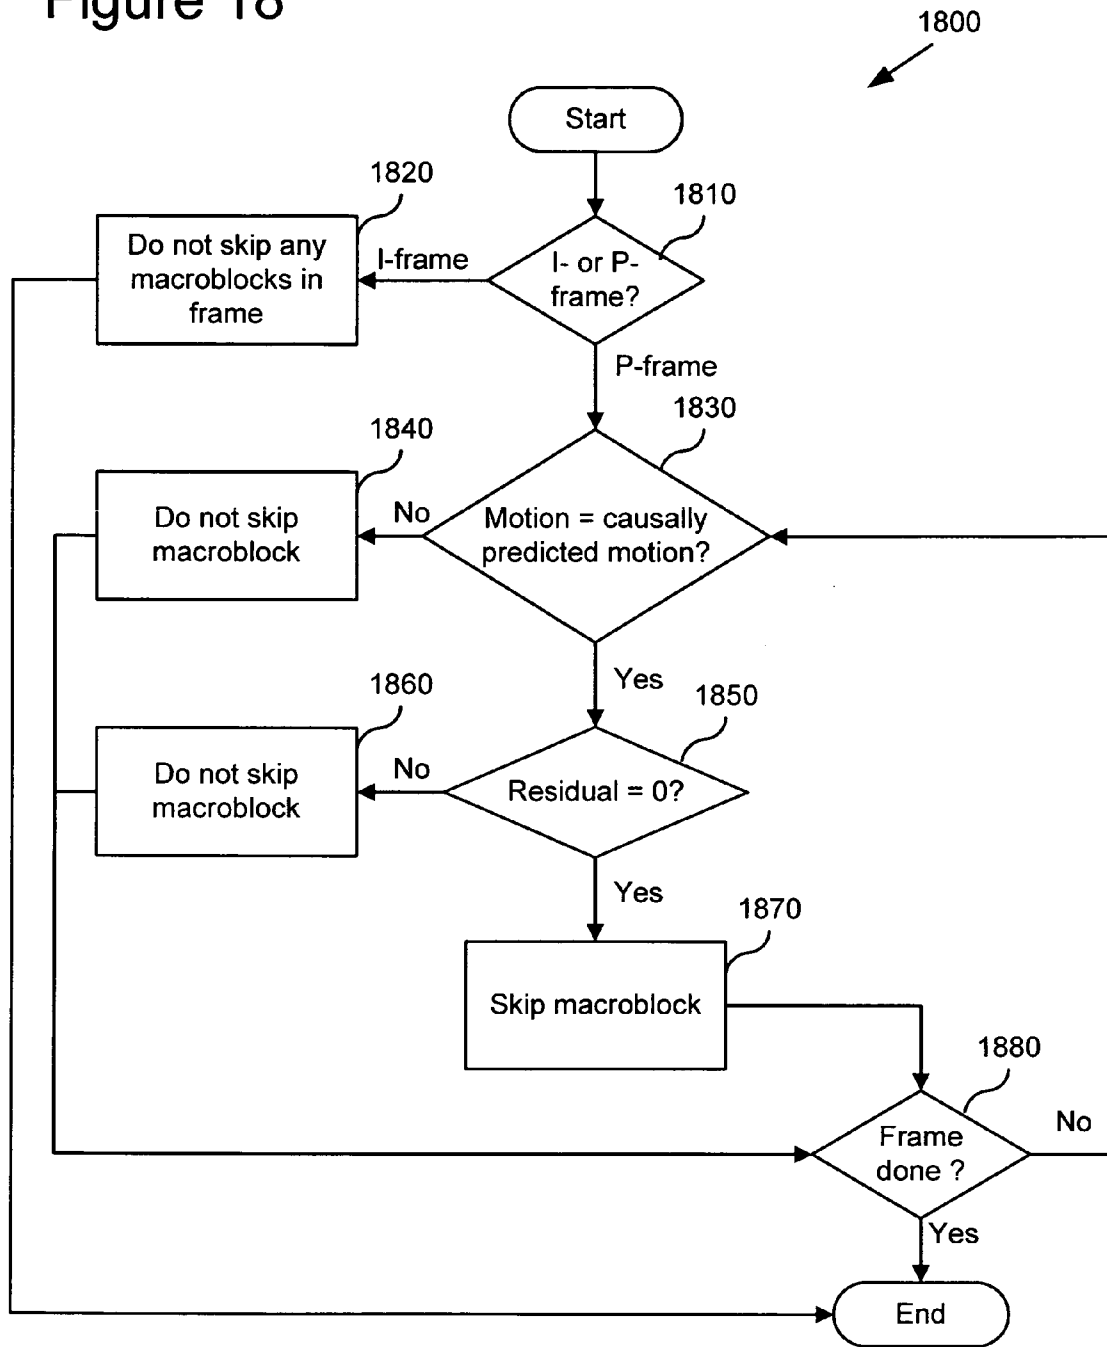 Figure 18
1800
Start
1820
1810
Do not skip any
macroblocks in
frame
I-frame
I- or P-
frame?
P-frame
1830
1840
Do not skip
macroblock
No
Motion = causally
predicted motion?
Yes
1850
1860
Do not skip
macroblock
No
Residual = 0?
Yes
1870
Skip macroblock
1880
Frame
done ?
No
Yes
End